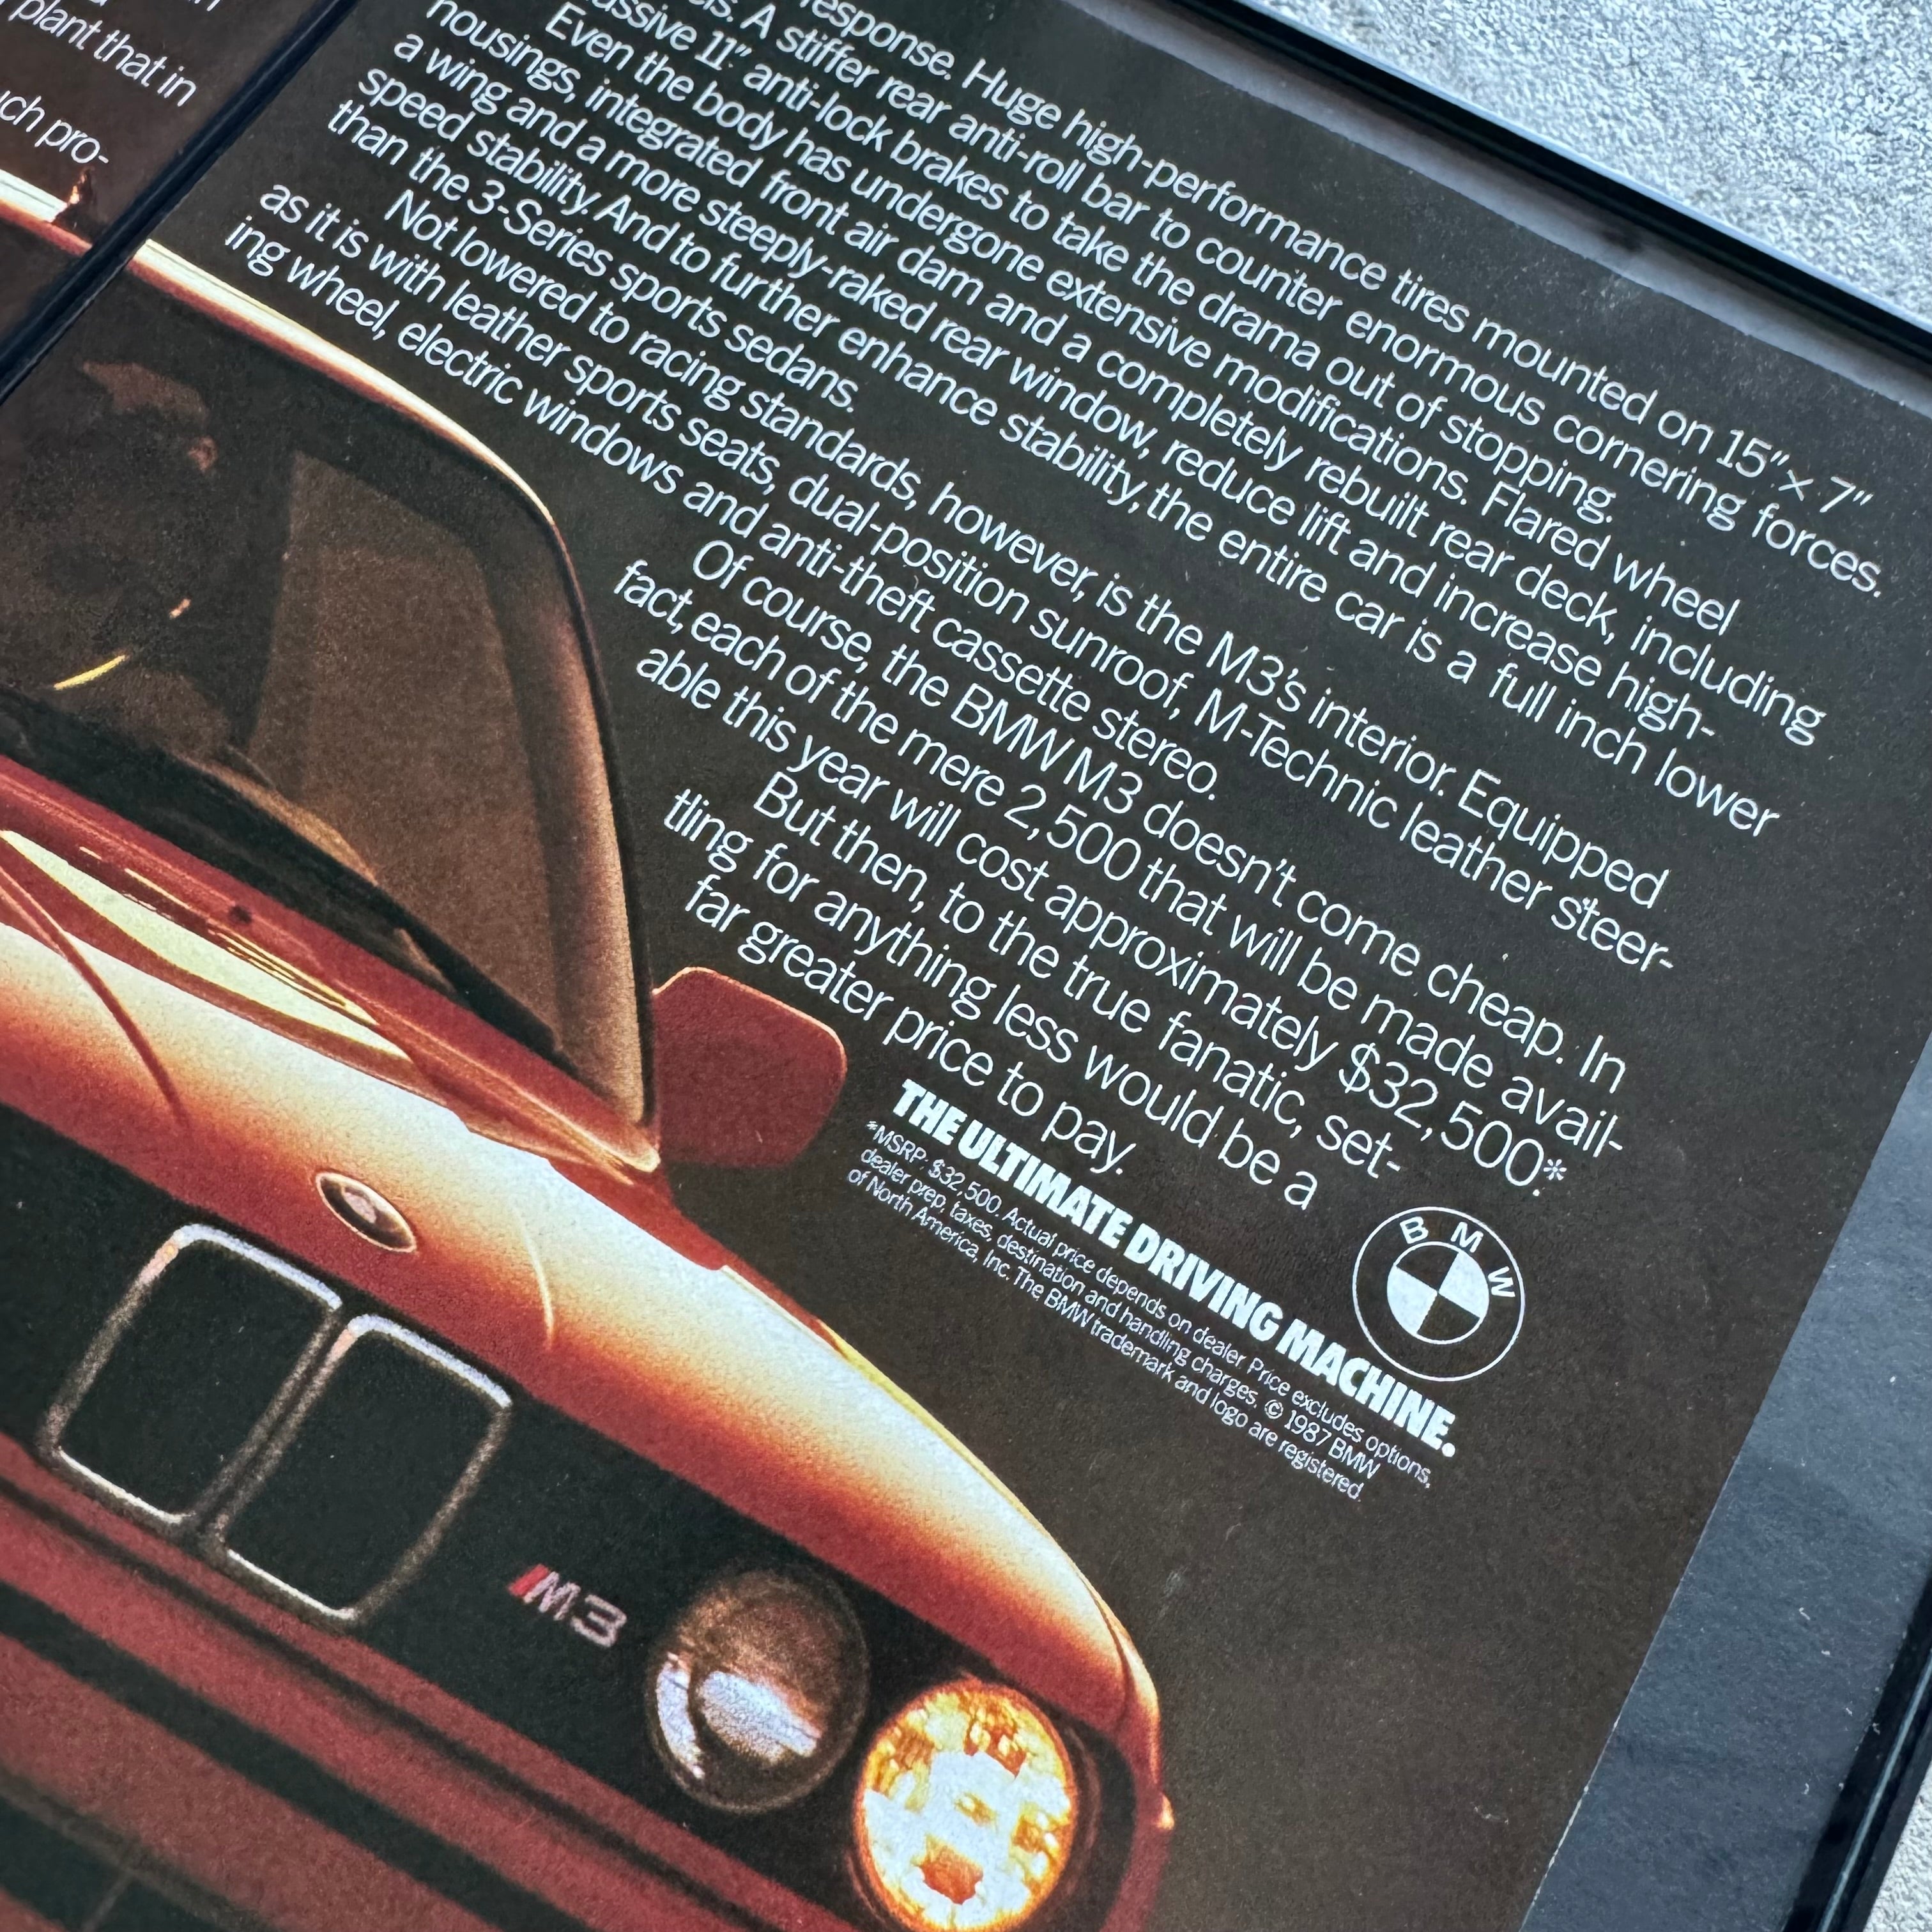 plant that in
uch pro-
response. Huge high-performance tires mounted on 15"x 7"
A stiffer rear anti-roll bar to counter enormous cornering forces.
assive 11" anti-lock brakes to take the drama out of stopping.
Even the body has undergone extensive modifications. Flared wheel
housings, integrated front air dam and a completely rebuilt rear deck, including
a wing and a more steeply-raked rear window, reduce lift and increase high-
speed stability. And to further enhance stability, the entire car is a full inch lower
than the 3-Series sports sedans.
Not lowered to racing standards, however, is the M3's interior. Equipped
as it is with leather sports seats, dual-position sunroof, M-Technic leather steer-
ing wheel, electric windows and anti-theft cassette stereo.
Of course, the BMW M3 doesn't come cheap. In
fact, each of the mere 2,500 that will be made avail-
able this year will cost approximately $32,500.*
But then, to the true fanatic, set-
tling for anything less would be a
far greater price to pay.
THE ULTIMATE DRIVING MACHINE.
BMW
*MSRP: $32,500. Actual price depends on dealer. Price excludes options,
dealer prep, taxes, destination and handling charges. © 1987 BMW
of North America, Inc. The BMW trademark and logo are registered.
M3